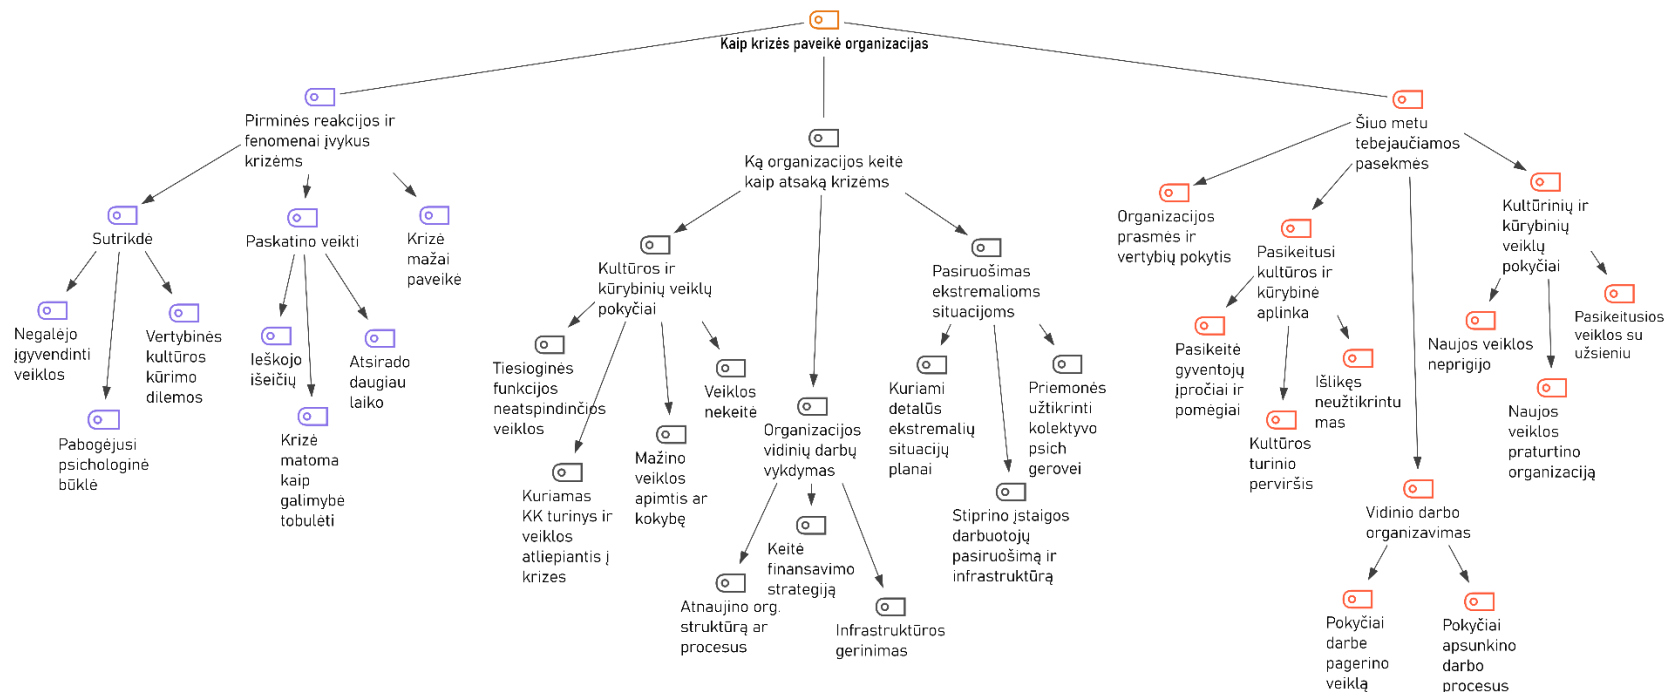 Kaip krizės paveikė organizacijas
Pirminės reakcijos ir
fenomenai įvykus
krizėms
Sutrikdė
Negalėjo
įgyvendinti
veiklos
Pabogėjusi
psichologinė
būklė
Vertybinės
kultūros
kūrimo
dilemos
Paskatino veikti
Ieškojo
išeičių
Krizė
matoma
kaip
galimybė
tobulėti
Atsirado
daugiau
laiko
Krizė
mažai
paveikė
Ką organizacijos keitė
kaip atsaką krizėms
Kultūros ir
kūrybinių veiklų
pokyčiai
Tiesioginės
funkcijos
neatspindinčios
veiklos
Kuriamas
KK turinys ir
veiklos
atliepiantis į
krizes
Mažino
veiklos
apimtis ar
kokybę
Veiklos
nekeitė
Organizacijos
vidinių darbų
vykdymas
Atnaujino org.
struktūrą ar
procesus
Keitė
finansavimo
strategiją
Infrastruktūros
gerinimas
Pasiruošimas
ekstremalioms
situacijoms
Kuriami
detalūs
ekstremalių
situacijų
planai
Stiprino įstaigos
darbuotojų
pasiruošimą ir
infrastruktūrą
Priemonės
užtikrinti
kolektyvo
psich
gerovei
Šiuo metu
tebejaučiamos
pasekmės
Organizacijos
prasmės ir
vertybių pokytis
Pasikeitusi
kultūros ir
kūrybinė
aplinka
Pasikeitė
gyventojų
įpročiai ir
pomėgiai
Kultūros
turinio
perviršis
Išlikęs
neužtikrintu
mas
Vidinio darbo
organizavimas
Pokyčiai
darbe
pagerino
veiklą
Pokyčiai
apsunkino
darbo
procesus
Kultūrinių ir
kūrybinių
veiklų
pokyčiai
Naujos veiklos
neprigijo
Naujos
veiklos
praturtino
organizaciją
Pasikeitusios
veiklos su
užsieniu